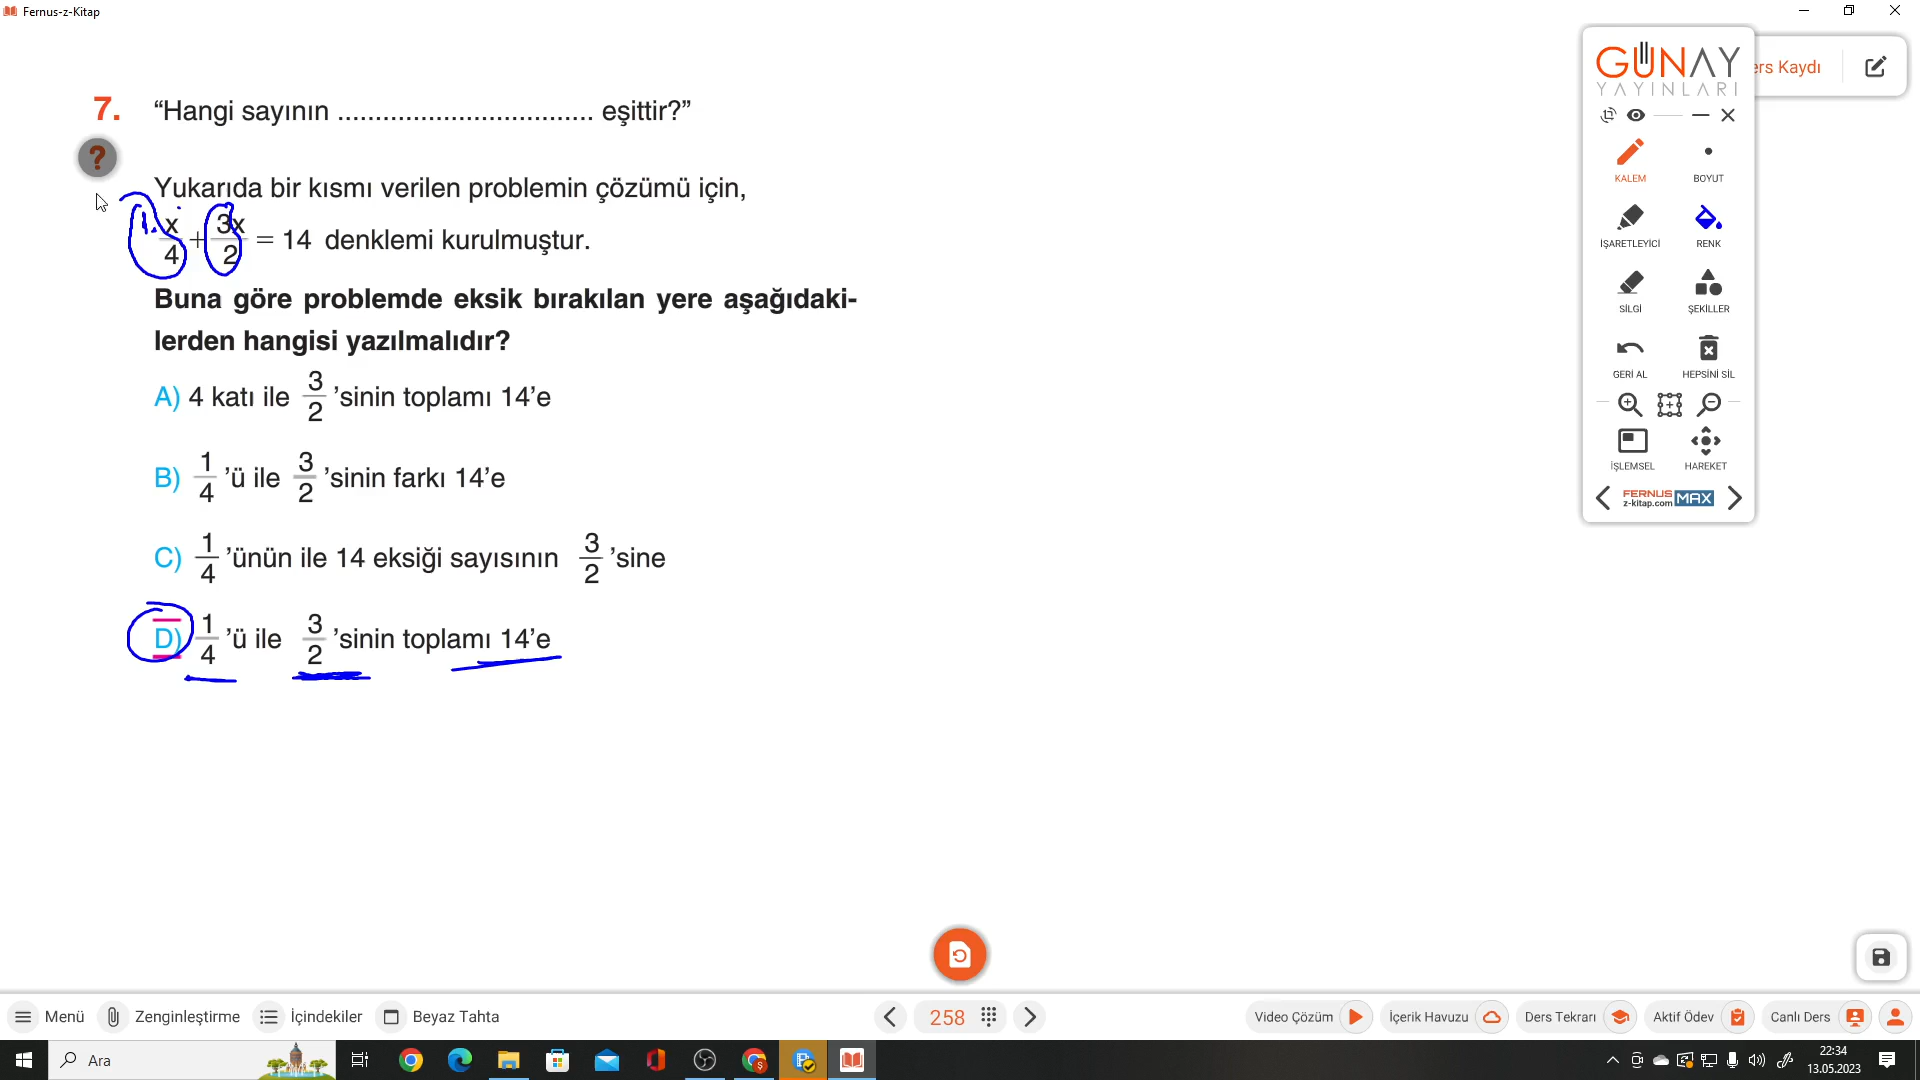 Fernus-z-Kitap
GÜNAY
YAYINLARI
ers Kaydı
7. “Hangi sayının .................................. eşittir?”
?
Yukarıda bir kısmı verilen problemin çözümü için,
1. x/4 + 3x/2 = 14 denklemi kurulmuştur.
Buna göre problemde eksik bırakılan yere aşağıdaki-
lerden hangisi yazılmalıdır?
A) 4 katı ile 3/2 ’sinin toplamı 14’e
B) 1/4 ’ü ile 3/2 ’sinin farkı 14’e
C) 1/4 ’ünün ile 14 eksiği sayısının 3/2 ’sine
D) 1/4 ’ü ile 3/2 ’sinin toplamı 14’e
KALEM BOYUT
İŞARETLEYİCİ RENK
SİLGİ ŞEKİLLER
GERİ AL HEPSİNİ SİL
İŞLEMSEL HAREKET
FERNUS MAX
z-kitap.com
Menü Zenginleştirme İçindekiler Beyaz Tahta 258 Video Çözüm İçerik Havuzu Ders Tekrarı Aktif Ödev Canlı Ders
Ara
22:34
13.05.2023